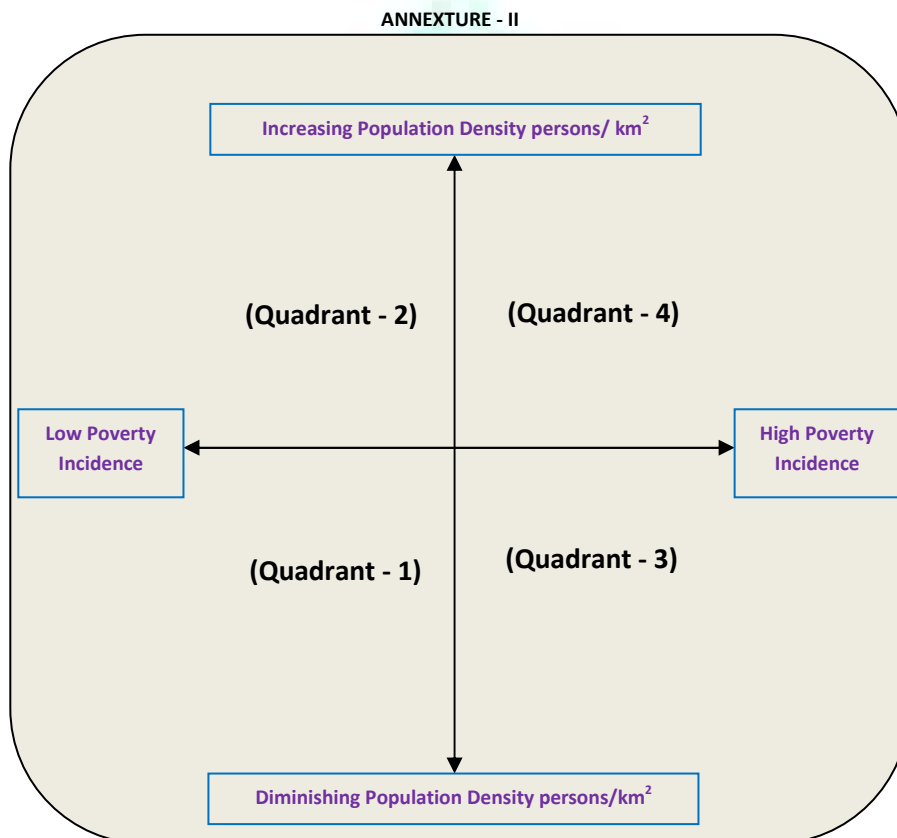 ANNEXTURE - II
Increasing Population Density persons/ km²
(Quadrant - 2)
(Quadrant - 4)
Low Poverty
Incidence
High Poverty
Incidence
(Quadrant - 1)
(Quadrant - 3)
Diminishing Population Density persons/km²